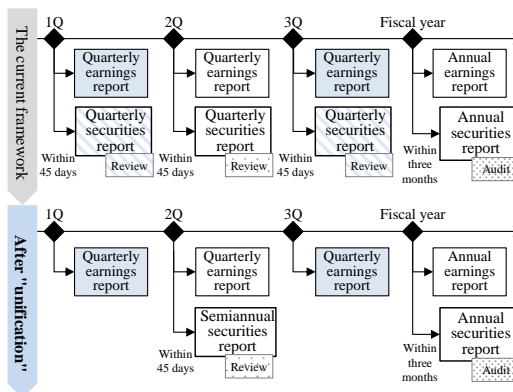 The current framework
1Q
2Q
3Q
Fiscal year
Quarterly
earnings
report
Quarterly
earnings
report
Quarterly
earnings
report
Annual
earnings
report
Quarterly
securities
report
Quarterly
securities
report
Quarterly
securities
report
Annual
securities
report
Within
45 days
Review
Within
45 days
Review
Within
45 days
Review
Within
three
months
Audit
After "unification"
1Q
2Q
3Q
Fiscal year
Quarterly
earnings
report
Quarterly
earnings
report
Quarterly
earnings
report
Annual
earnings
report
Semiannual
securities
report
Annual
securities
report
Within
45 days
Review
Within
three
months
Audit